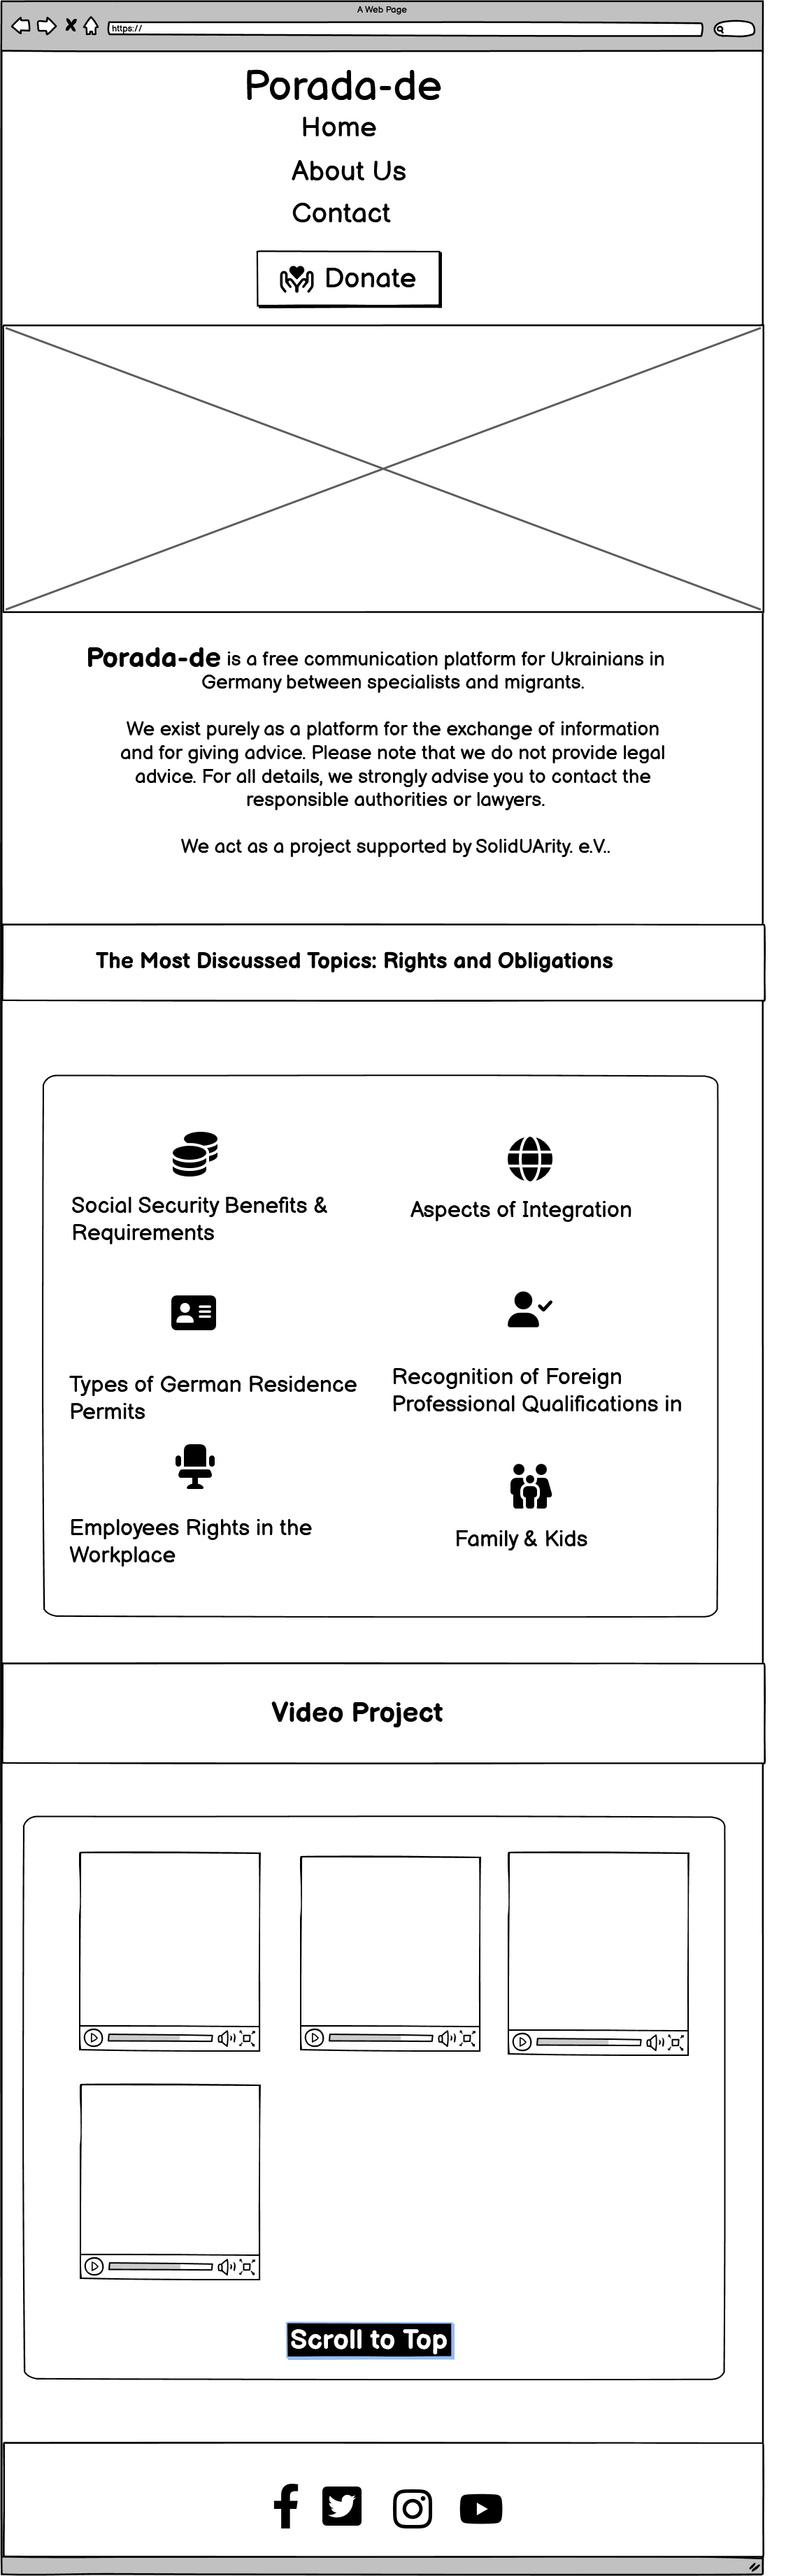 A Web Page
https://
Porada-de
Home
About Us
Contact
Donate
Porada-de is a free communication platform for Ukrainians in
Germany between specialists and migrants.
We exist purely as a platform for the exchange of information
and for giving advice. Please note that we do not provide legal
advice. For all details, we strongly advise you to contact the
responsible authorities or lawyers.
We act as a project supported by SolidUArity. e.V..
The Most Discussed Topics: Rights and Obligations
Social Security Benefits &
Requirements
Aspects of Integration
Types of German Residence
Permits
Recognition of Foreign
Professional Qualifications in
Employees Rights in the
Workplace
Family & Kids
Video Project
Scroll to Top